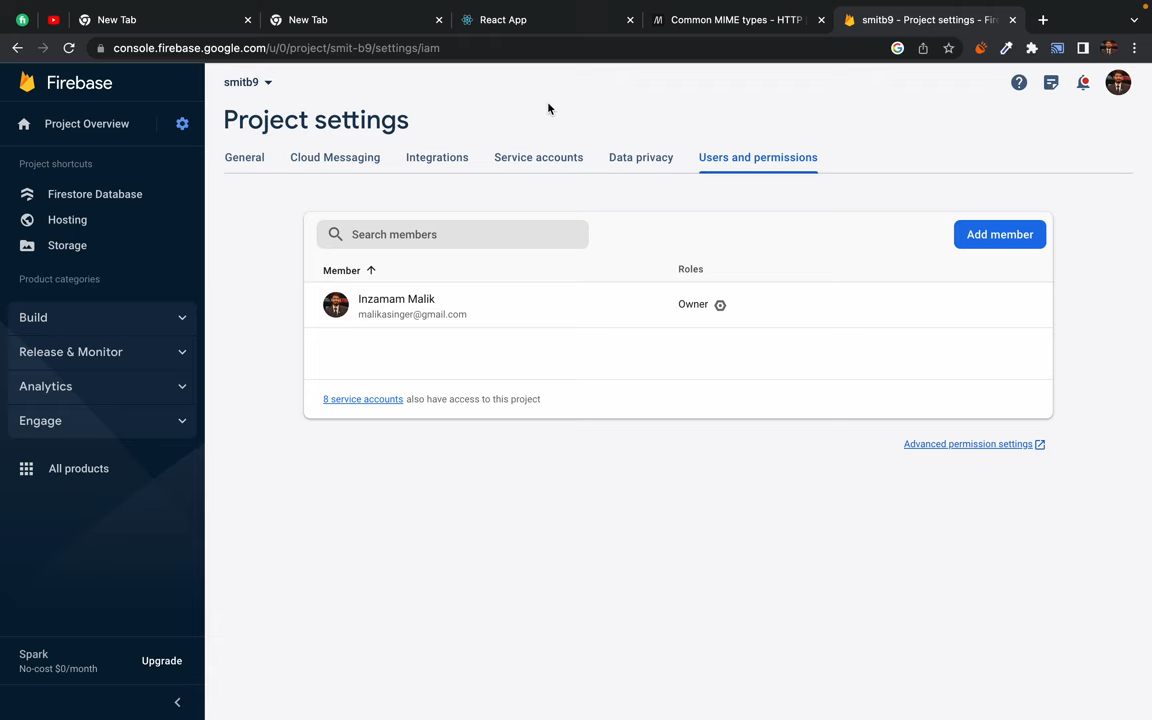 New Tab
New Tab
React App
Common MIME types - HTTP
smitb9 - Project settings - Fire
console.firebase.google.com/u/0/project/smit-b9/settings/iam
Firebase
smitb9
Project Overview
Project settings
Project shortcuts
General
Cloud Messaging
Integrations
Service accounts
Data privacy
Users and permissions
Firestore Database
Hosting
Storage
Search members
Add member
Product categories
Member
Roles
Build
Inzamam Malik
malikasinger@gmail.com
Owner
Release & Monitor
Analytics
8 service accounts also have access to this project
Engage
Advanced permission settings
All products
Spark
No-cost $0/month
Upgrade